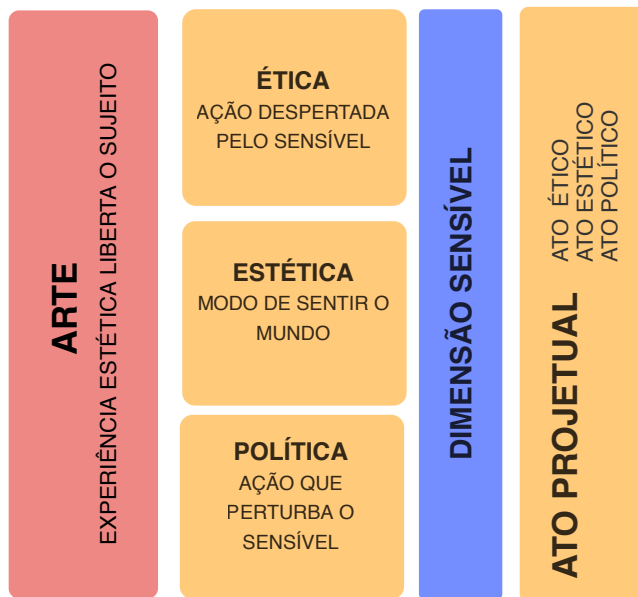 ARTE
EXPERIÊNCIA ESTÉTICA LIBERTA O SUJEITO
ÉTICA
AÇÃO DESPERTADA
PELO SENSÍVEL
ESTÉTICA
MODO DE SENTIR O
MUNDO
POLÍTICA
AÇÃO QUE
PERTURBA O
SENSÍVEL
DIMENSÃO SENSÍVEL
ATO PROJETUAL
ATO ÉTICO
ATO ESTÉTICO
ATO POLÍTICO